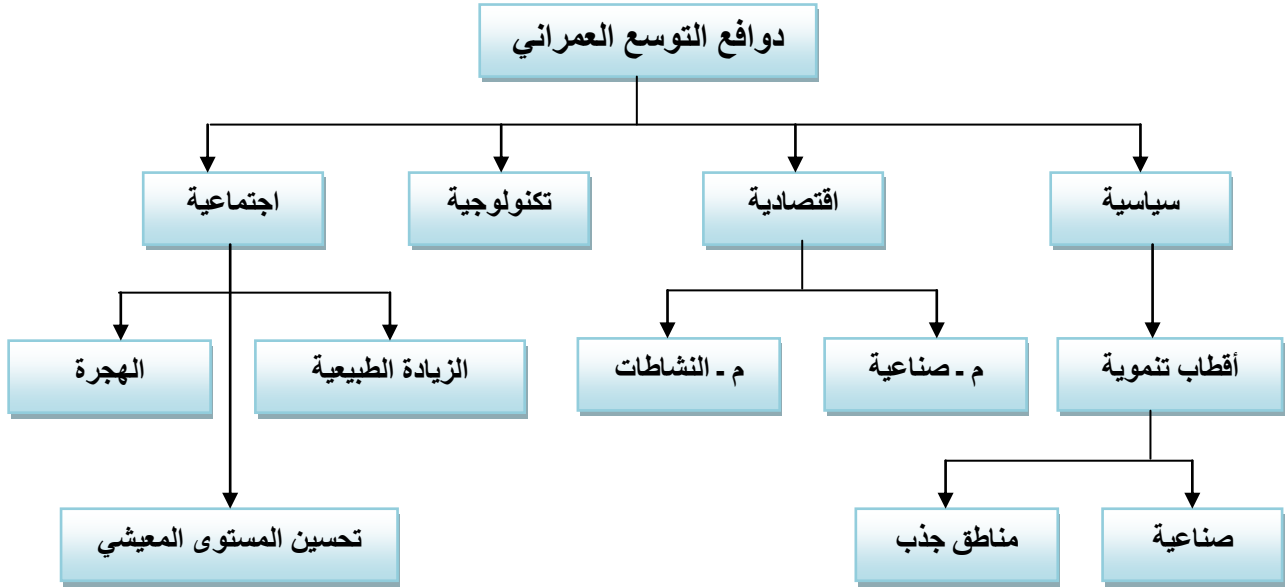 دوافع التوسع العمراني
سياسية
اقتصادية
تكنولوجية
اجتماعية
أقطاب تنموية
م ـ صناعية
م ـ النشاطات
الزيادة الطبيعية
الهجرة
صناعية
مناطق جذب
تحسين المستوى المعيشي